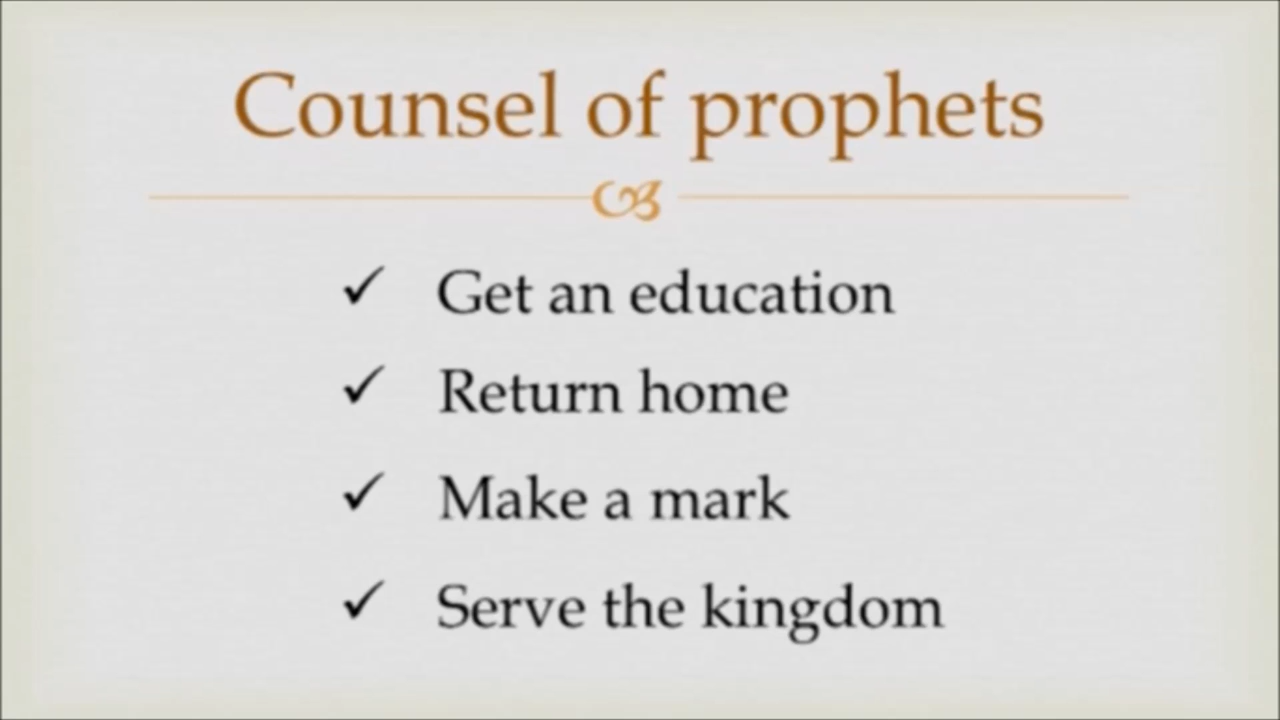 Counsel of prophets
Get an education
Return home
Make a mark
Serve the kingdom